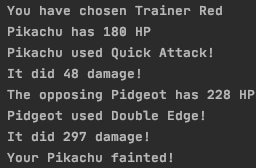 You have chosen Trainer Red
Pikachu has 180 HP
Pikachu used Quick Attack!
It did 48 damage!
The opposing Pidgeot has 228 HP
Pidgeot used Double Edge!
It did 297 damage!
Your Pikachu fainted!